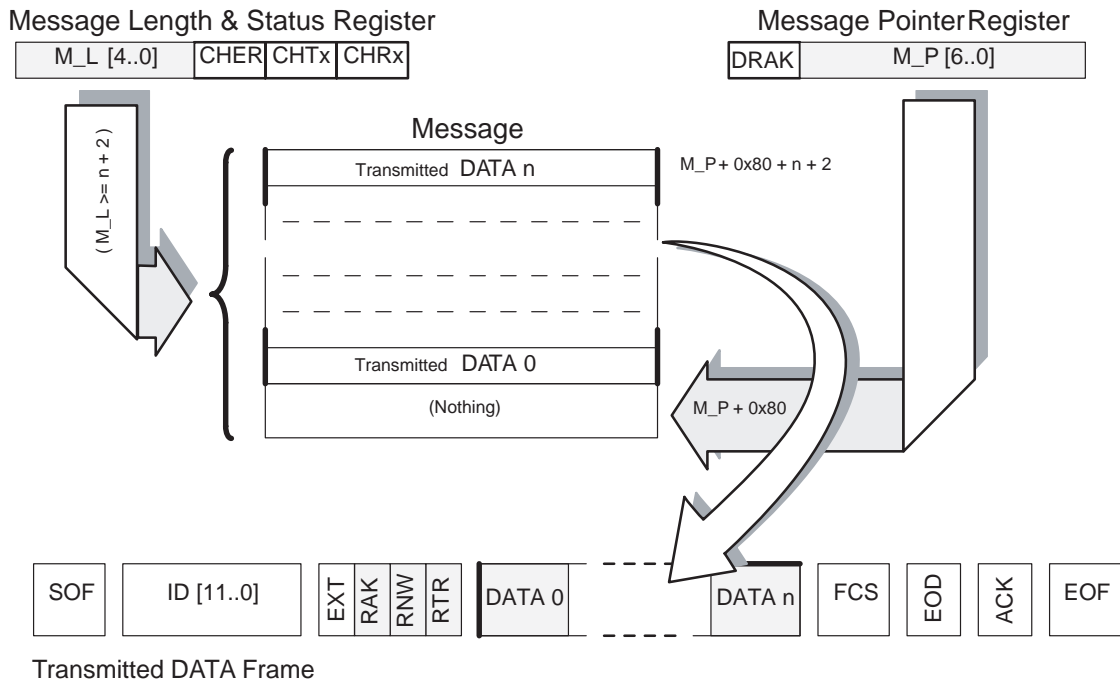 Message Length & Status Register
Message Pointer Register
M_L [4..0]
CHER
CHTx
CHRx
DRAK
M_P [6..0]
Message
( M_L >= n + 2 )
Transmitted DATA n
M_P + 0x80 + n + 2
Transmitted DATA 0
(Nothing)
M_P + 0x80
SOF
ID [11..0]
EXT
RAK
RNW
RTR
DATA 0
DATA n
FCS
EOD
ACK
EOF
Transmitted DATA Frame